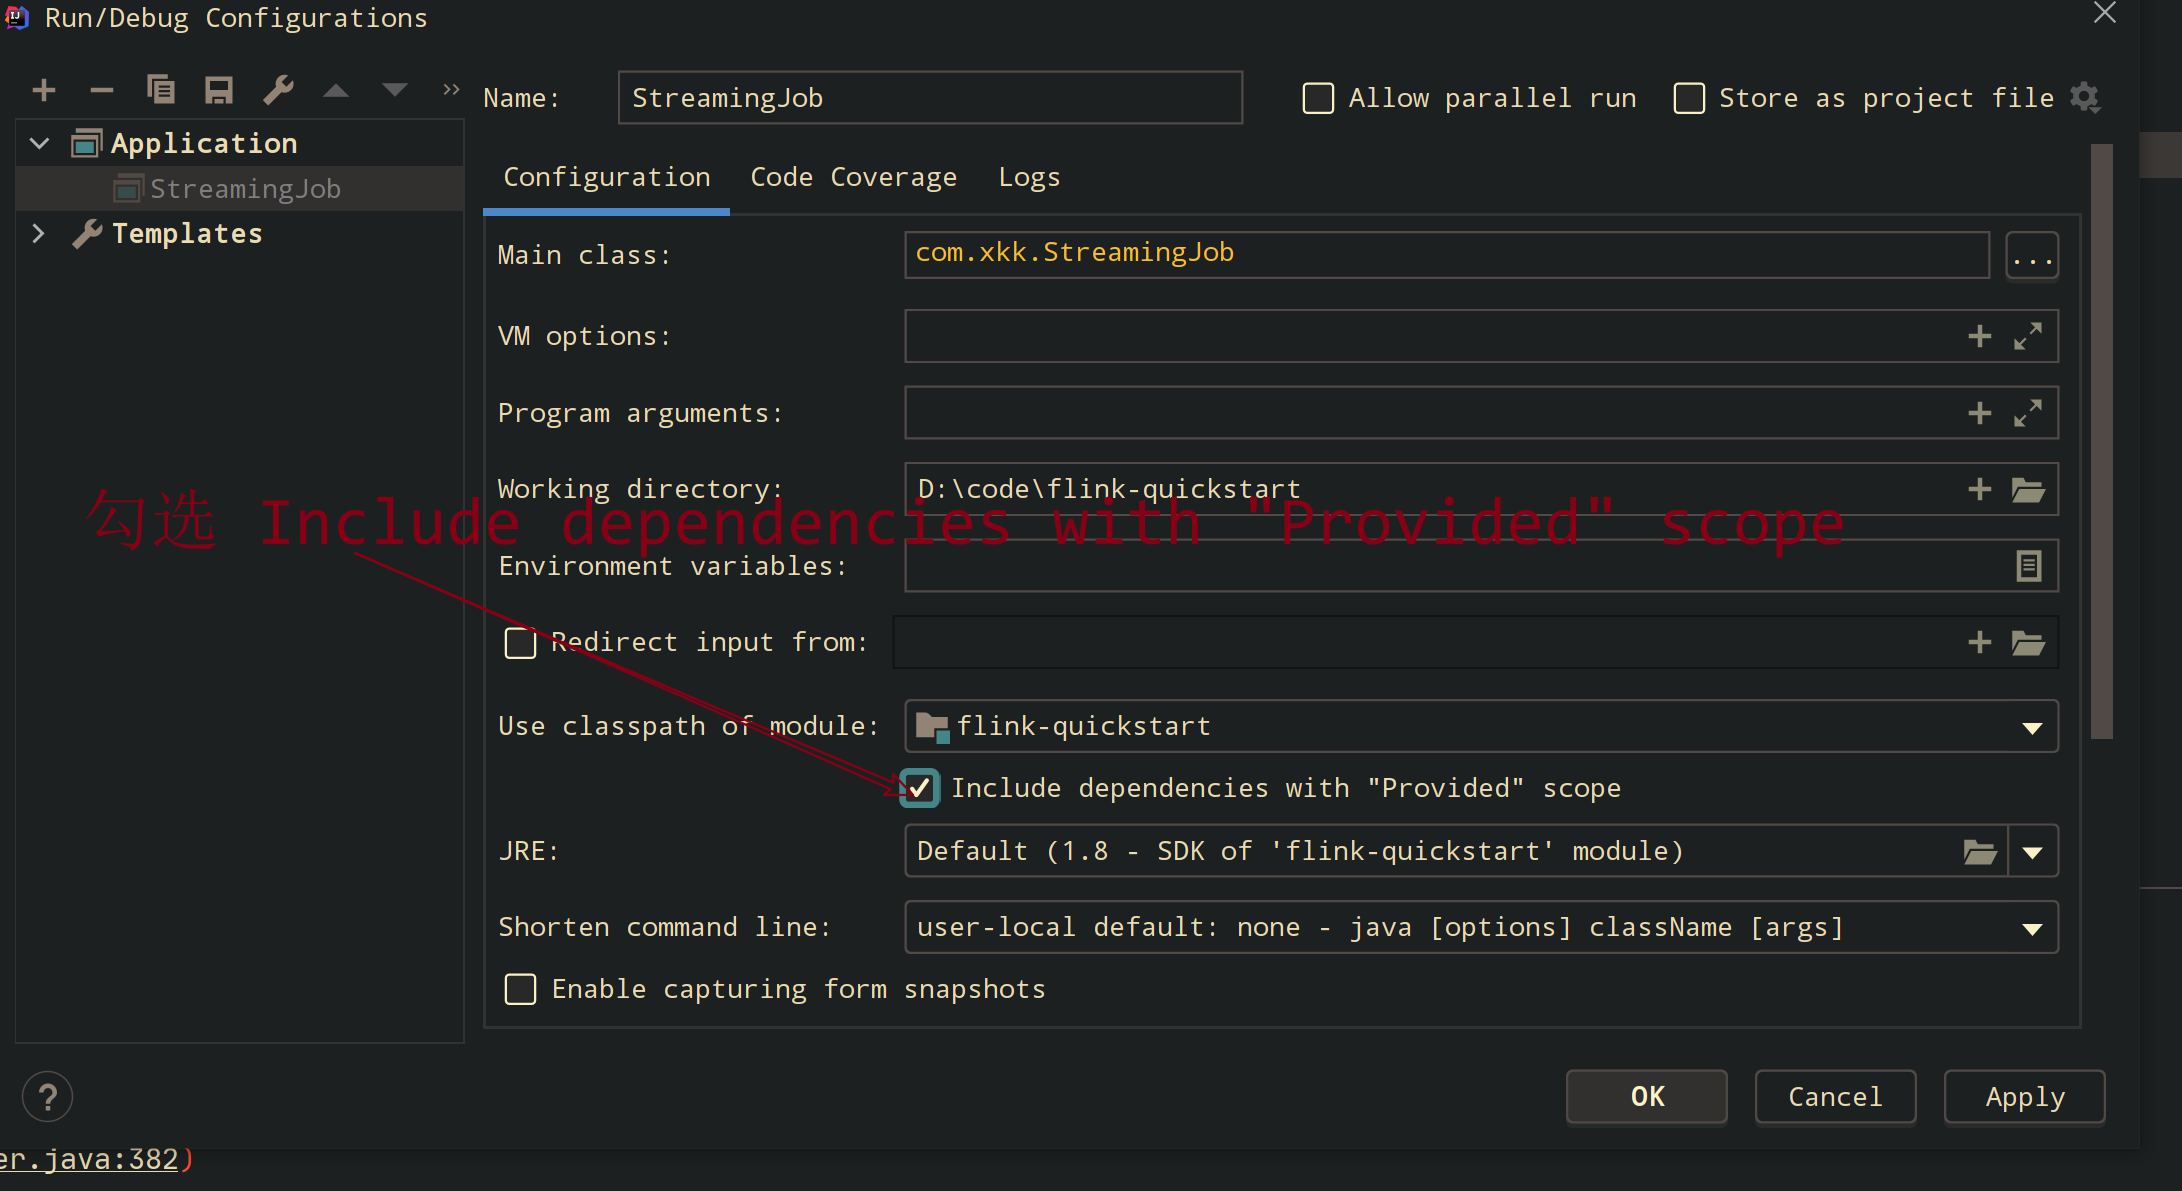 Run/Debug Configurations
Name: StreamingJob
Allow parallel run
Store as project file
Application
StreamingJob
Templates
Configuration Code Coverage Logs
Main class: com.xkk.StreamingJob ...
VM options:
Program arguments:
Working directory: D:\code\flink-quickstart
勾选 Include dependencies with "Provided" scope
Environment variables:
Redirect input from:
Use classpath of module: flink-quickstart
Include dependencies with "Provided" scope
JRE: Default (1.8 - SDK of 'flink-quickstart' module)
Shorten command line: user-local default: none - java [options] className [args]
Enable capturing form snapshots
?
OK Cancel Apply
er.java:382)